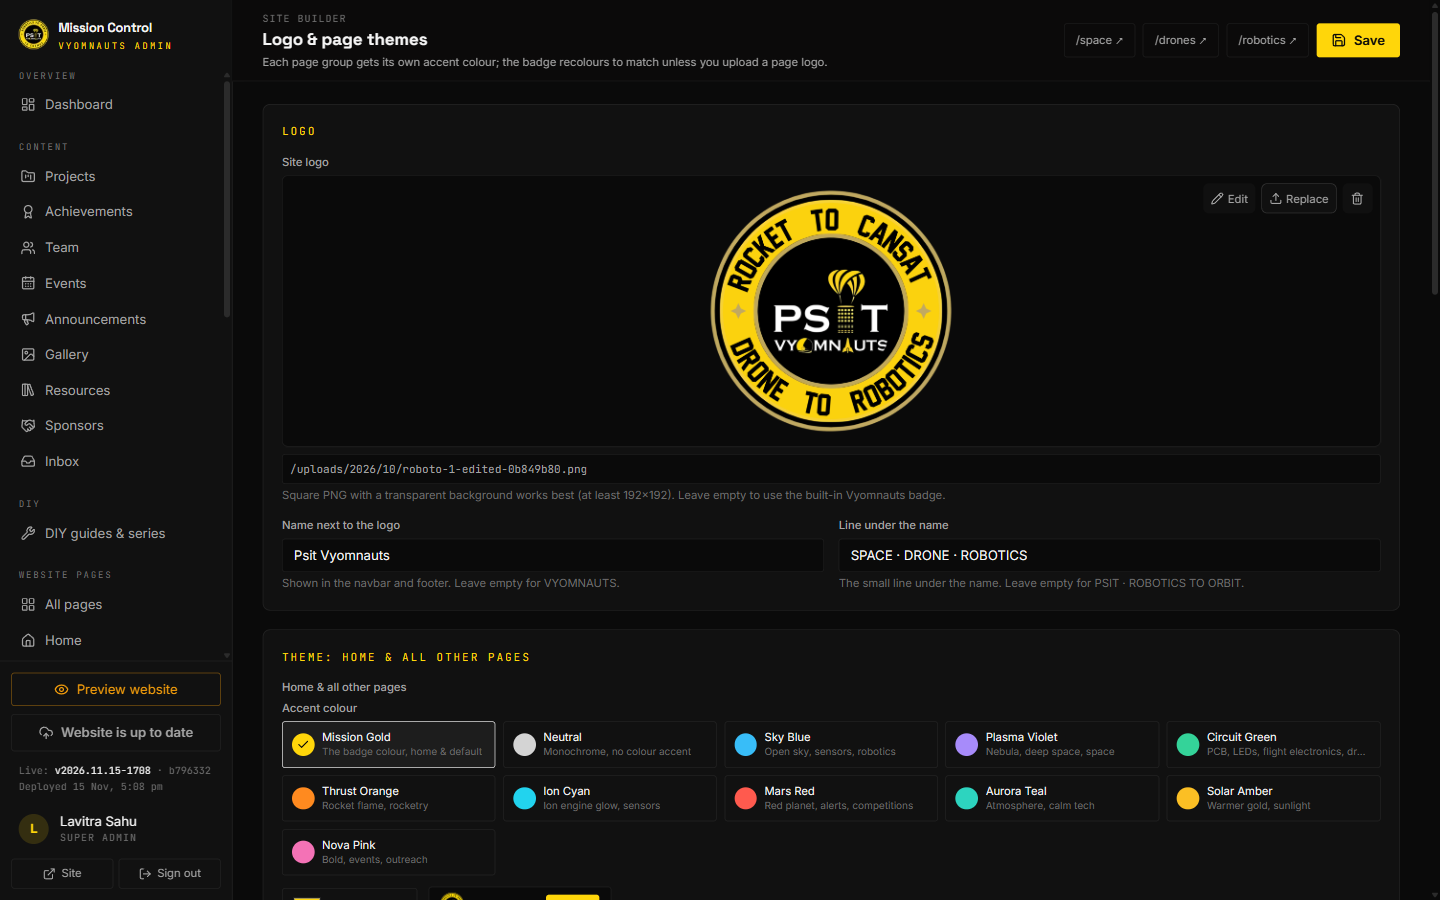 Mission Control
VYOMNAUTS ADMIN
OVERVIEW
Dashboard
CONTENT
Projects
Achievements
Team
Events
Announcements
Gallery
Resources
Sponsors
Inbox
DIY
DIY guides & series
WEBSITE PAGES
All pages
Home
Preview website
Website is up to date
Live: v2026.11.15-1708 · b796332
Deployed 15 Nov, 5:08 pm
L
Lavitra Sahu
SUPER ADMIN
Site
Sign out
SITE BUILDER
Logo & page themes
Each page group gets its own accent colour; the badge recolours to match unless you upload a page logo.
/space ↗
/drones ↗
/robotics ↗
Save
LOGO
Site logo
Edit
Replace
ROCKET TO CANSAT
PSIT
VYOMNAUTS
DRONE TO ROBOTICS
/uploads/2026/10/roboto-1-edited-0b849b80.png
Square PNG with a transparent background works best (at least 192×192). Leave empty to use the built-in Vyomnauts badge.
Name next to the logo
Psit Vyomnauts
Shown in the navbar and footer. Leave empty for VYOMNAUTS.
Line under the name
SPACE · DRONE · ROBOTICS
The small line under the name. Leave empty for PSIT · ROBOTICS TO ORBIT.
THEME: HOME & ALL OTHER PAGES
Home & all other pages
Accent colour
Mission Gold
The badge colour, home & default
Neutral
Monochrome, no colour accent
Sky Blue
Open sky, sensors, robotics
Plasma Violet
Nebula, deep space, space
Circuit Green
PCB, LEDs, flight electronics, dr...
Thrust Orange
Rocket flame, rocketry
Ion Cyan
Ion engine glow, sensors
Mars Red
Red planet, alerts, competitions
Aurora Teal
Atmosphere, calm tech
Solar Amber
Warmer gold, sunlight
Nova Pink
Bold, events, outreach